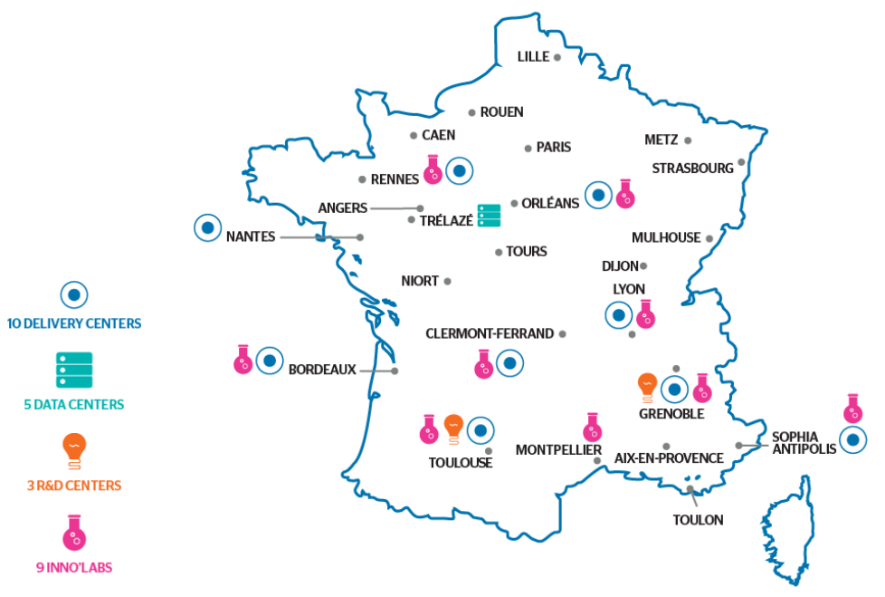 LILLE
ROUEN
CAEN
PARIS
METZ
STRASBOURG
RENNES
ANGERS
ORLÉANS
TRÉLAZÉ
NANTES
MULHOUSE
TOURS
DIJON
NIORT
LYON
10 DELIVERY CENTERS
CLERMONT-FERRAND
BORDEAUX
5 DATA CENTERS
GRENOBLE
SOPHIA
ANTIPOLIS
MONTPELLIER
AIX-EN-PROVENCE
TOULOUSE
3 R&D CENTERS
TOULON
9 INNO'LABS